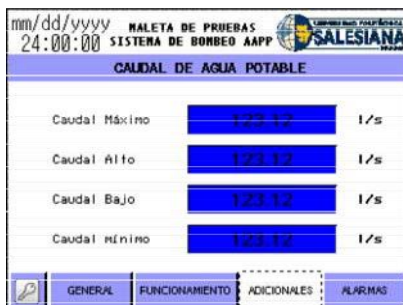 mm/dd/yyyy MALETA DE PRUEBAS
24:00:00 SISTEMA DE BOMBEO AAPP
UNIVERSIDAD POLITÉCNICA
SALESIANA
CAUDAL DE AGUA POTABLE
Caudal Máximo 123.12 l/s
Caudal Alto 123.12 l/s
Caudal Bajo 123.12 l/s
Caudal mínimo 123.12 l/s
GENERAL FUNCIONAMIENTO ADICIONALES ALARMAS